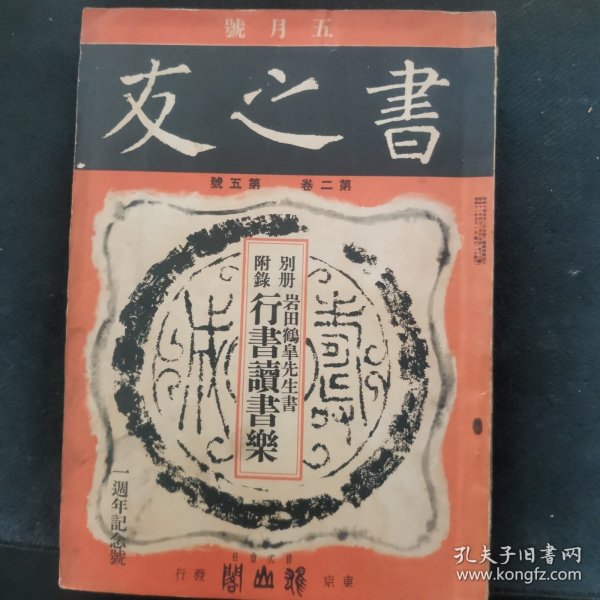 五月號
書之友
第二卷 第五號
別册
附錄
岩田鶴皐先生書
行書讀書樂
一週年記念號
株式會社
東京 雄山閣 發行
孔夫子旧书网
www.kongfz.com